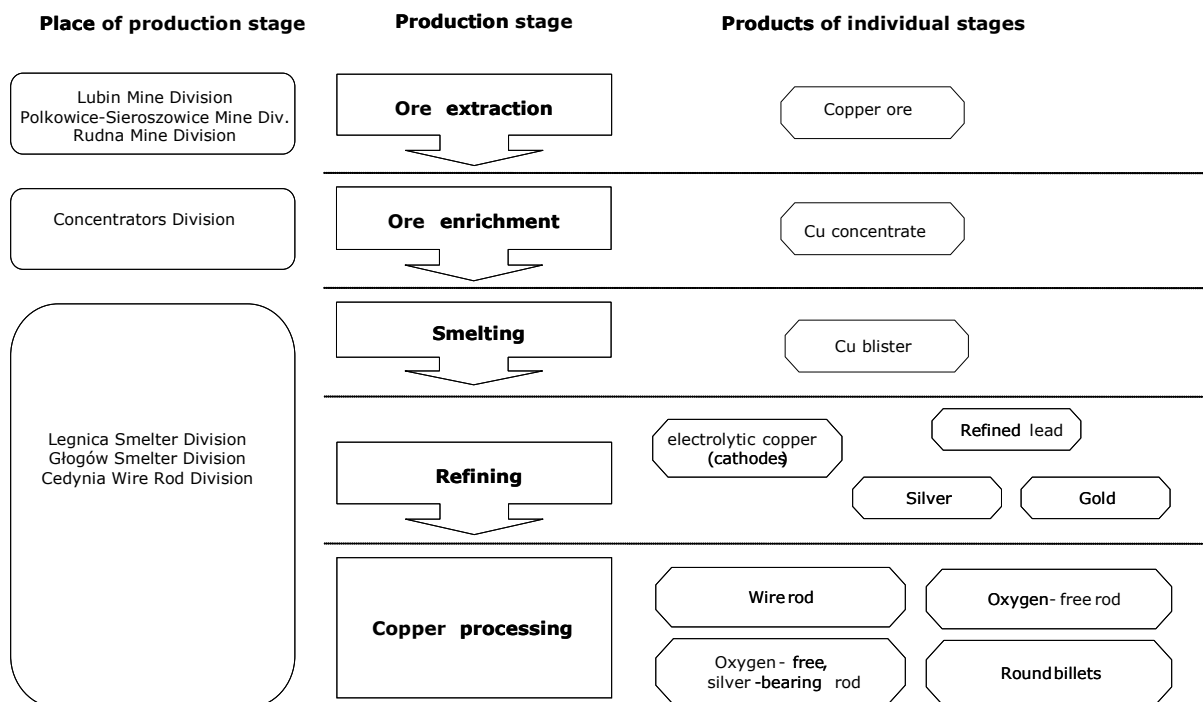 Place of production stage
Production stage
Products of individual stages
Lubin Mine Division
Polkowice-Sieroszowice Mine Div.
Rudna Mine Division
Ore extraction
Copper ore
Concentrators Division
Ore enrichment
Cu concentrate
Smelting
Cu blister
Legnica Smelter Division
Głogów Smelter Division
Cedynia Wire Rod Division
Refining
electrolytic copper
(cathodes)
Refined lead
Silver
Gold
Copper processing
Wire rod
Oxygen- free rod
Oxygen - free,
silver -bearing rod
Round billets